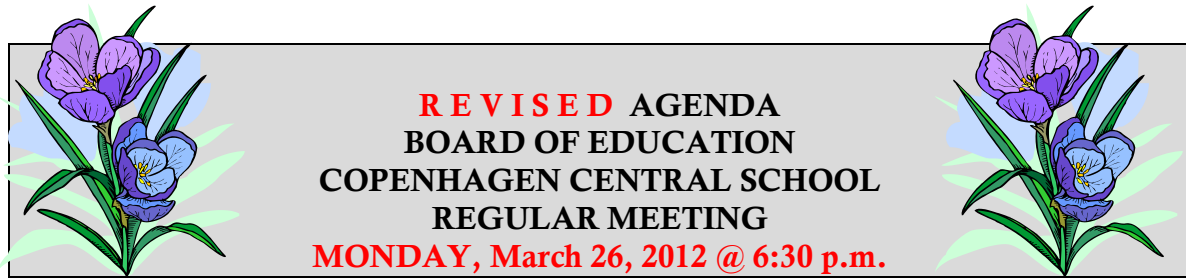 R E V I S E D AGENDA
BOARD OF EDUCATION
COPENHAGEN CENTRAL SCHOOL
REGULAR MEETING
MONDAY, March 26, 2012 @ 6:30 p.m.